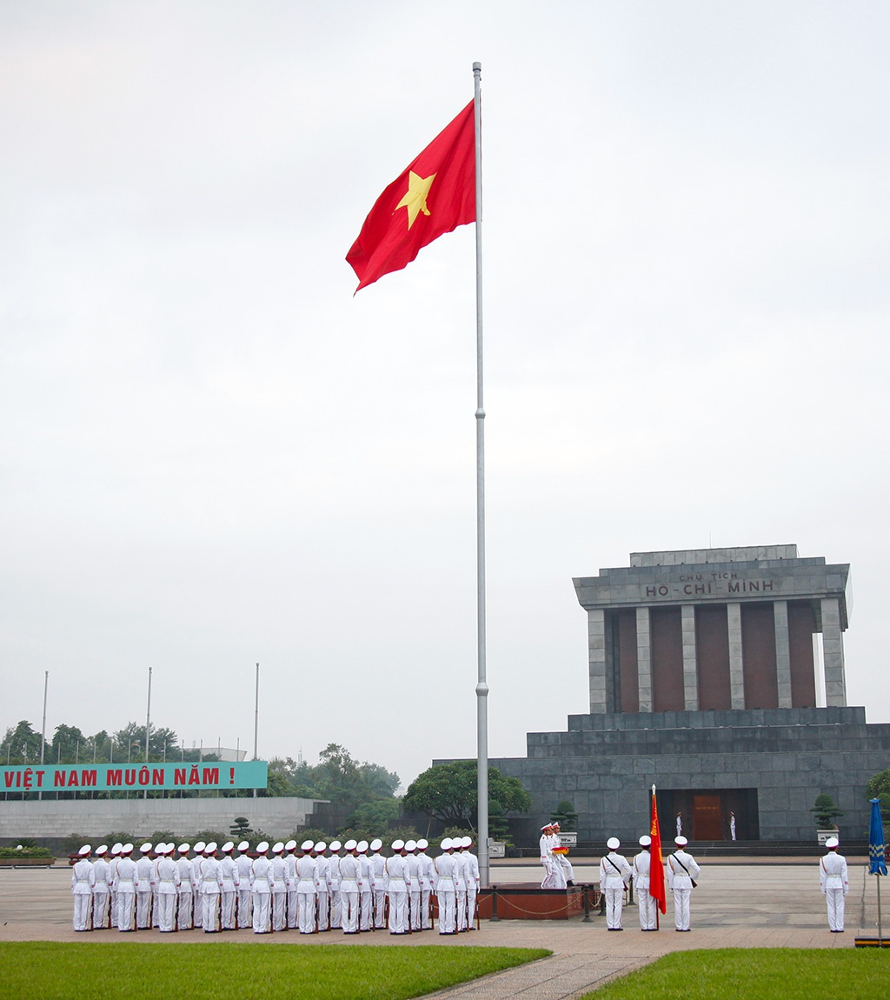 CHỦ TỊCH
HỒ-CHÍ-MINH
VIỆT NAM MUÔN NĂM !